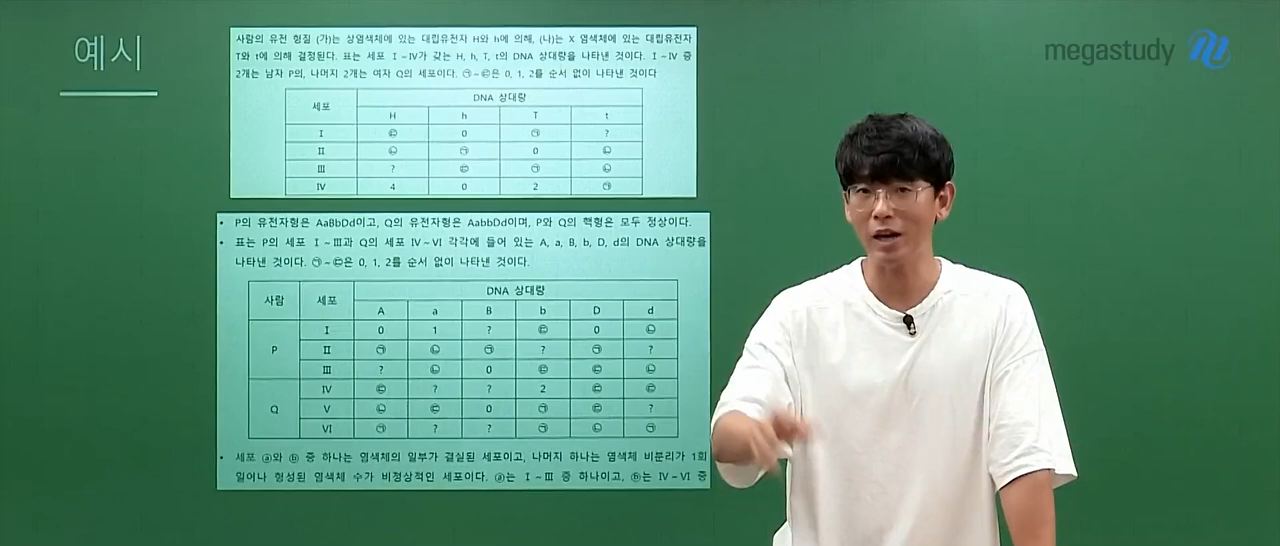 예시
megastudy
사람의 유전 형질 (가)는 상염색체에 있는 대립유전자 H와 h에 의해, (나)는 X 염색체에 있는 대립유전자
T와 t에 의해 결정된다. 표는 세포 Ⅰ~Ⅳ가 갖는 H, h, T, t의 DNA 상대량을 나타낸 것이다. Ⅰ~Ⅳ 중
2개는 남자 P의, 나머지 2개는 여자 Q의 세포이다. ㉠~㉢은 0, 1, 2를 순서 없이 나타낸 것이다
세포 DNA 상대량
H h T t
Ⅰ ㉢ 0 ㉠ ?
Ⅱ ㉡ ㉠ 0 ㉡
Ⅲ ? ㉢ ㉠ ㉡
Ⅳ 4 0 2 ㉠
• P의 유전자형은 AaBbDd이고, Q의 유전자형은 AabbDd이며, P와 Q의 핵형은 모두 정상이다.
• 표는 P의 세포 Ⅰ~Ⅲ과 Q의 세포 Ⅳ~Ⅵ 각각에 들어 있는 A, a, B, b, D, d의 DNA 상대량을
나타낸 것이다. ㉠~㉢은 0, 1, 2를 순서 없이 나타낸 것이다.
사람 세포 DNA 상대량
A a B b D d
P
Ⅰ 0 1 ? ㉢ 0 ㉡
Ⅱ ㉠ ㉡ ㉠ ? ㉠ ?
Ⅲ ? ㉡ 0 ㉢ ㉢ ㉡
Q
Ⅳ ㉢ ? ? 2 ㉢ ㉢
Ⅴ ㉡ ㉢ 0 ㉠ ㉢ ?
Ⅵ ㉠ ? ? ㉠ ㉡ ㉠
• 세포 ⓐ와 ⓑ 중 하나는 염색체의 일부가 결실된 세포이고, 나머지 하나는 염색체 비분리가 1회
일어나 형성된 염색체 수가 비정상적인 세포이다. ⓐ는 Ⅰ~Ⅲ 중 하나이고, ⓑ는 Ⅳ~Ⅵ 중